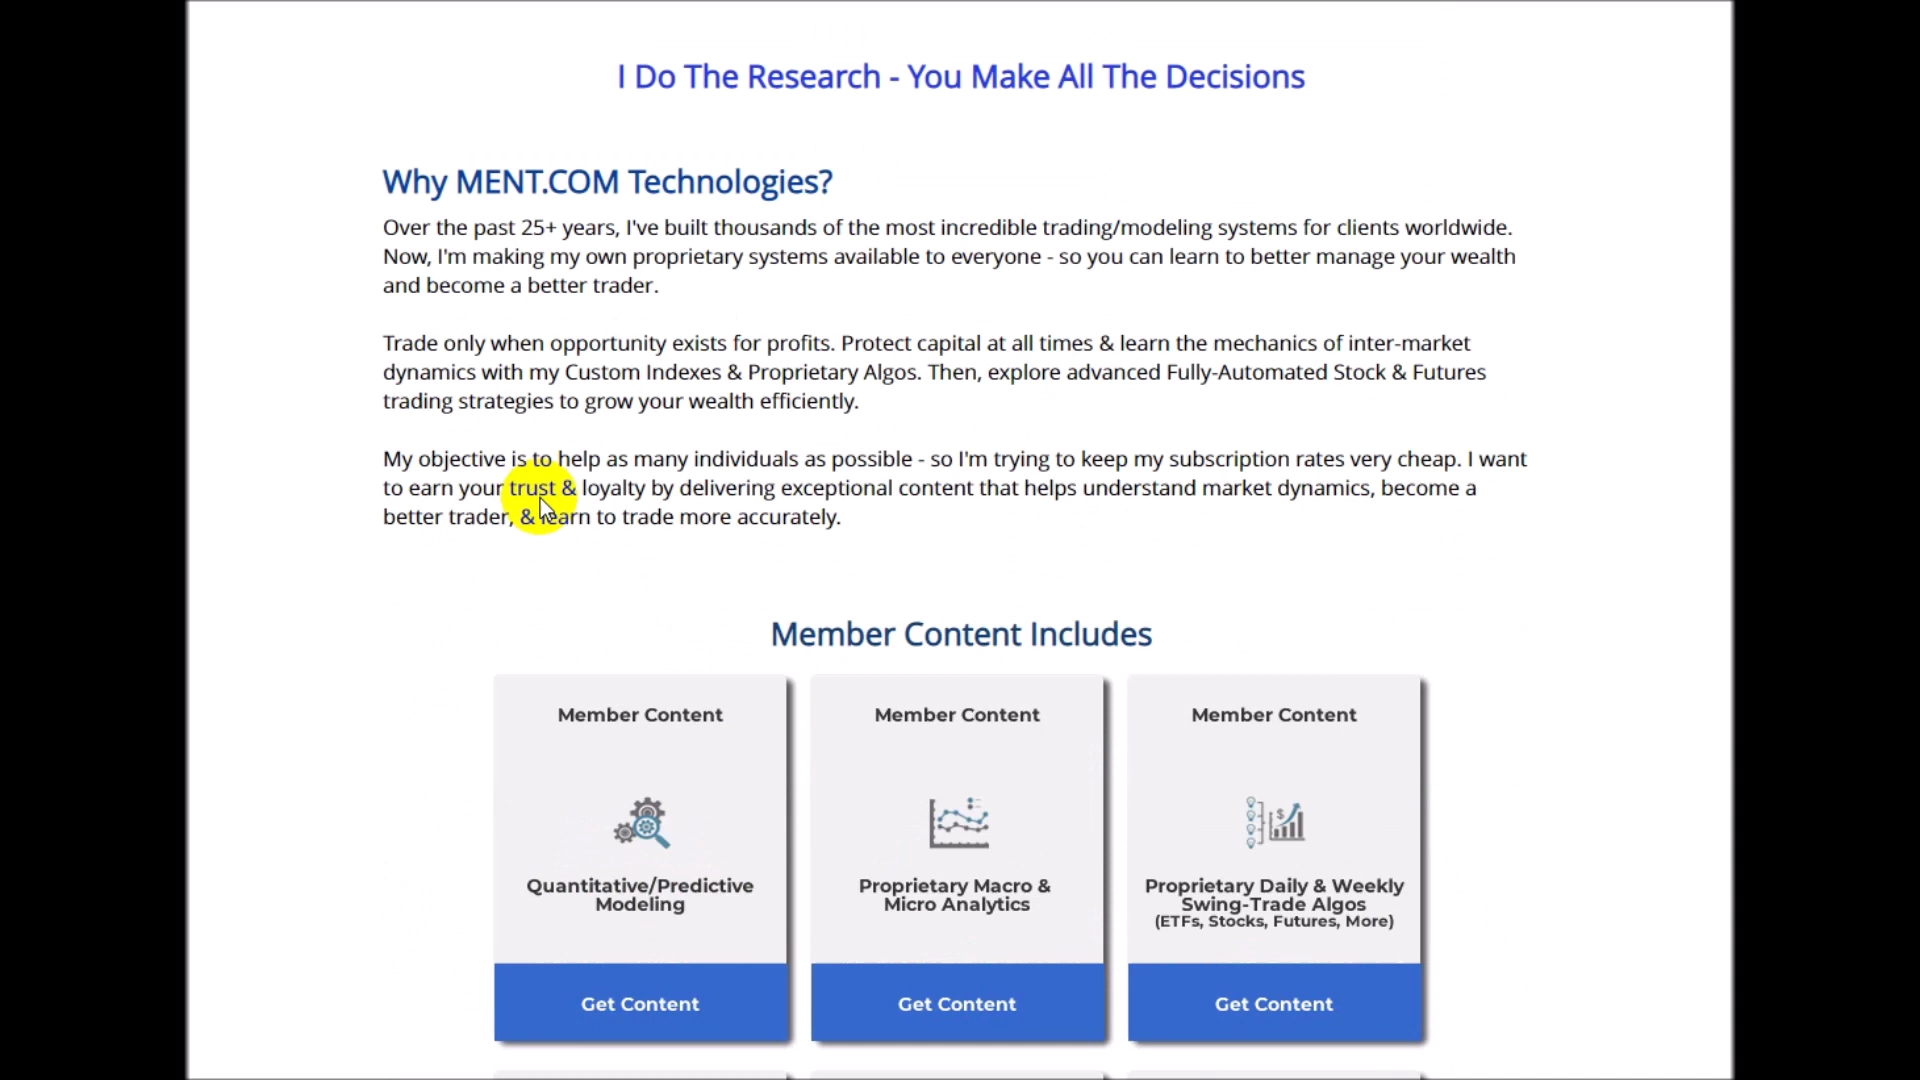 I Do The Research - You Make All The Decisions
Why MENT.COM Technologies?
Over the past 25+ years, I've built thousands of the most incredible trading/modeling systems for clients worldwide.
Now, I'm making my own proprietary systems available to everyone - so you can learn to better manage your wealth
and become a better trader.
Trade only when opportunity exists for profits. Protect capital at all times & learn the mechanics of inter-market
dynamics with my Custom Indexes & Proprietary Algos. Then, explore advanced Fully-Automated Stock & Futures
trading strategies to grow your wealth efficiently.
My objective is to help as many individuals as possible - so I'm trying to keep my subscription rates very cheap. I want
to earn your trust & loyalty by delivering exceptional content that helps understand market dynamics, become a
better trader, & learn to trade more accurately.
Member Content Includes
Member Content
Quantitative/Predictive
Modeling
Get Content
Member Content
Proprietary Macro &
Micro Analytics
Get Content
Member Content
Proprietary Daily & Weekly
Swing-Trade Algos
(ETFs, Stocks, Futures, More)
Get Content